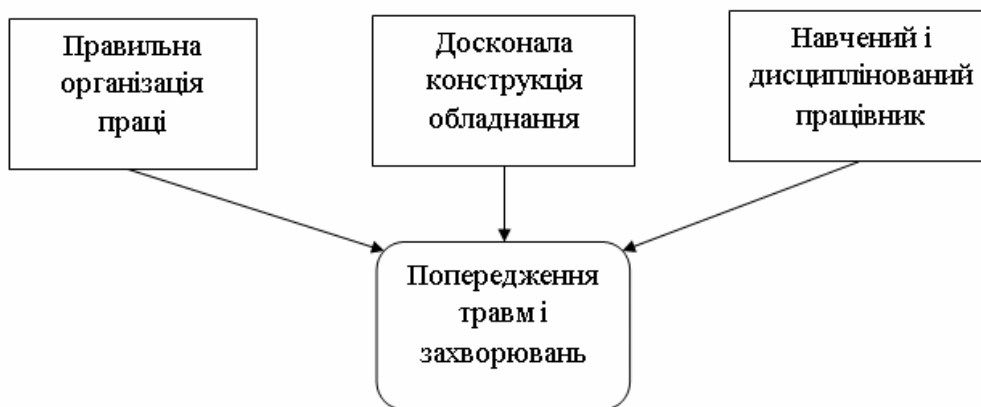 Правильна
організація
праці
Досконала
конструкція
обладнання
Навчений і
дисциплінований
працівник
Попередження
травм і
захворювань